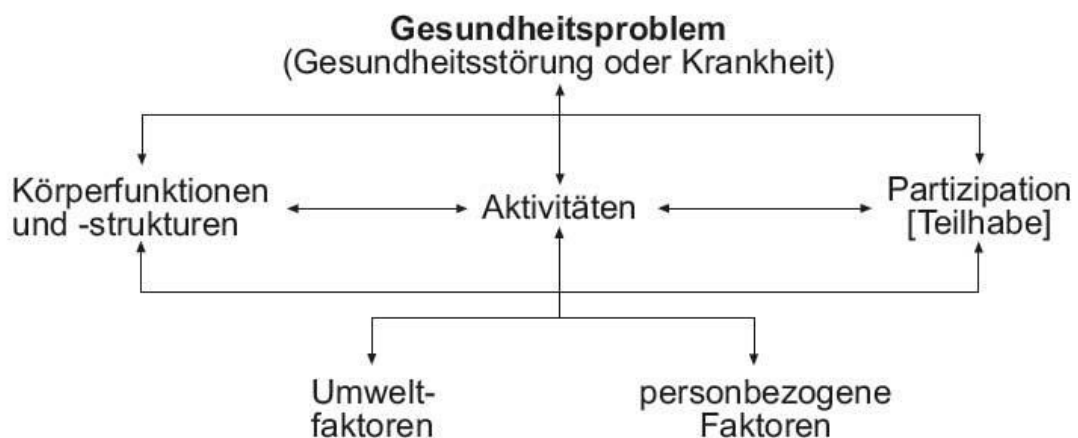 Gesundheitsproblem
(Gesundheitsstörung oder Krankheit)
Körperfunktionen
und -strukturen
Aktivitäten
Partizipation
[Teilhabe]
Umwelt-
faktoren
personbezogene
Faktoren